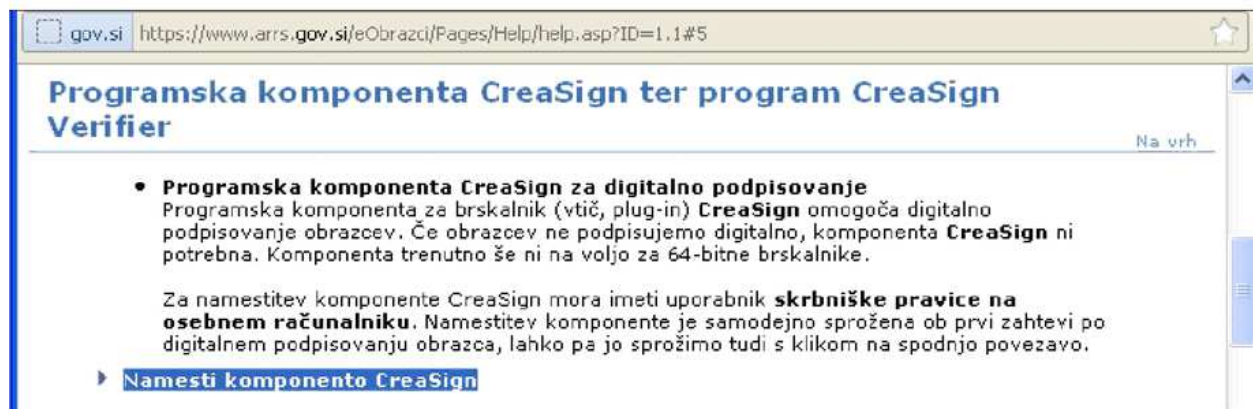 gov.si https://www.arrs.gov.si/eObrazci/Pages/Help/help.asp?ID=1.1#5
Programska komponenta CreaSign ter program CreaSign
Verifier
Na vrh
• Programska komponenta CreaSign za digitalno podpisovanje
Programska komponenta za brskalnik (vtič, plug-in) CreaSign omogoča digitalno
podpisovanje obrazcev. Če obrazcev ne podpisujemo digitalno, komponenta CreaSign ni
potrebna. Komponenta trenutno še ni na voljo za 64-bitne brskalnike.
Za namestitev komponente CreaSign mora imeti uporabnik skrbniške pravice na
osebnem računalniku. Namestitev komponente je samodejno sprožena ob prvi zahtevi po
digitalnem podpisovanju obrazca, lahko pa jo sprožimo tudi s klikom na spodnjo povezavo.
Namesti komponento CreaSign